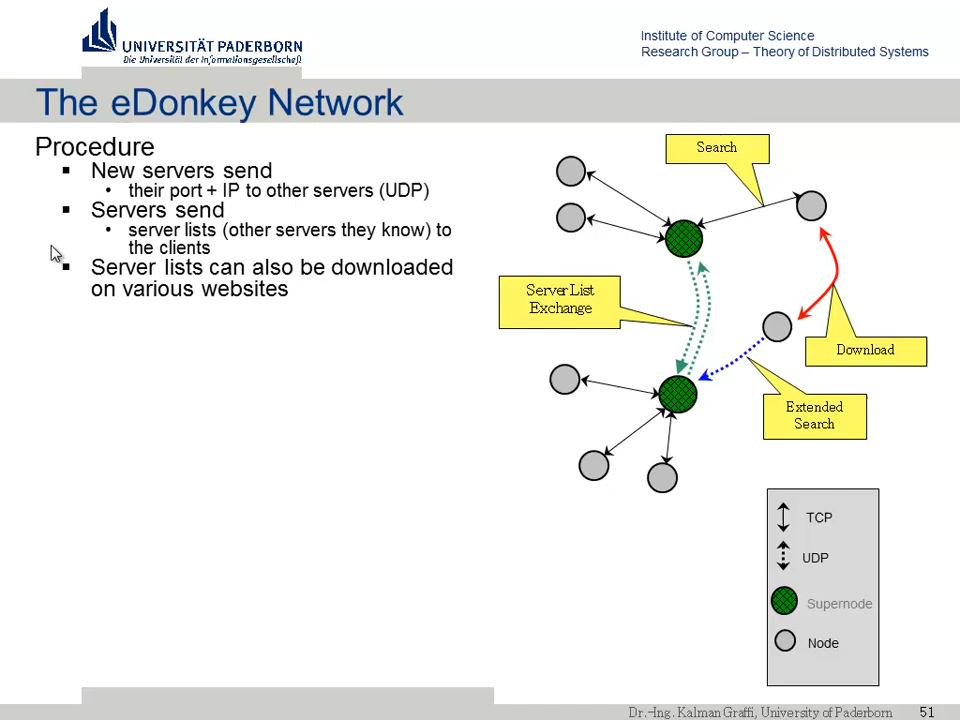 UNIVERSITÄT PADERBORN
Die Universität der Informationsgesellschaft
Institute of Computer Science
Research Group – Theory of Distributed Systems
The eDonkey Network
Procedure
▪ New servers send
• their port + IP to other servers (UDP)
▪ Servers send
• server lists (other servers they know) to
the clients
▪ Server lists can also be downloaded
on various websites
Search
Server List
Exchange
Download
Extended
Search
TCP
UDP
Supernode
Node
Dr.-Ing. Kalman Graffi, University of Paderborn
51